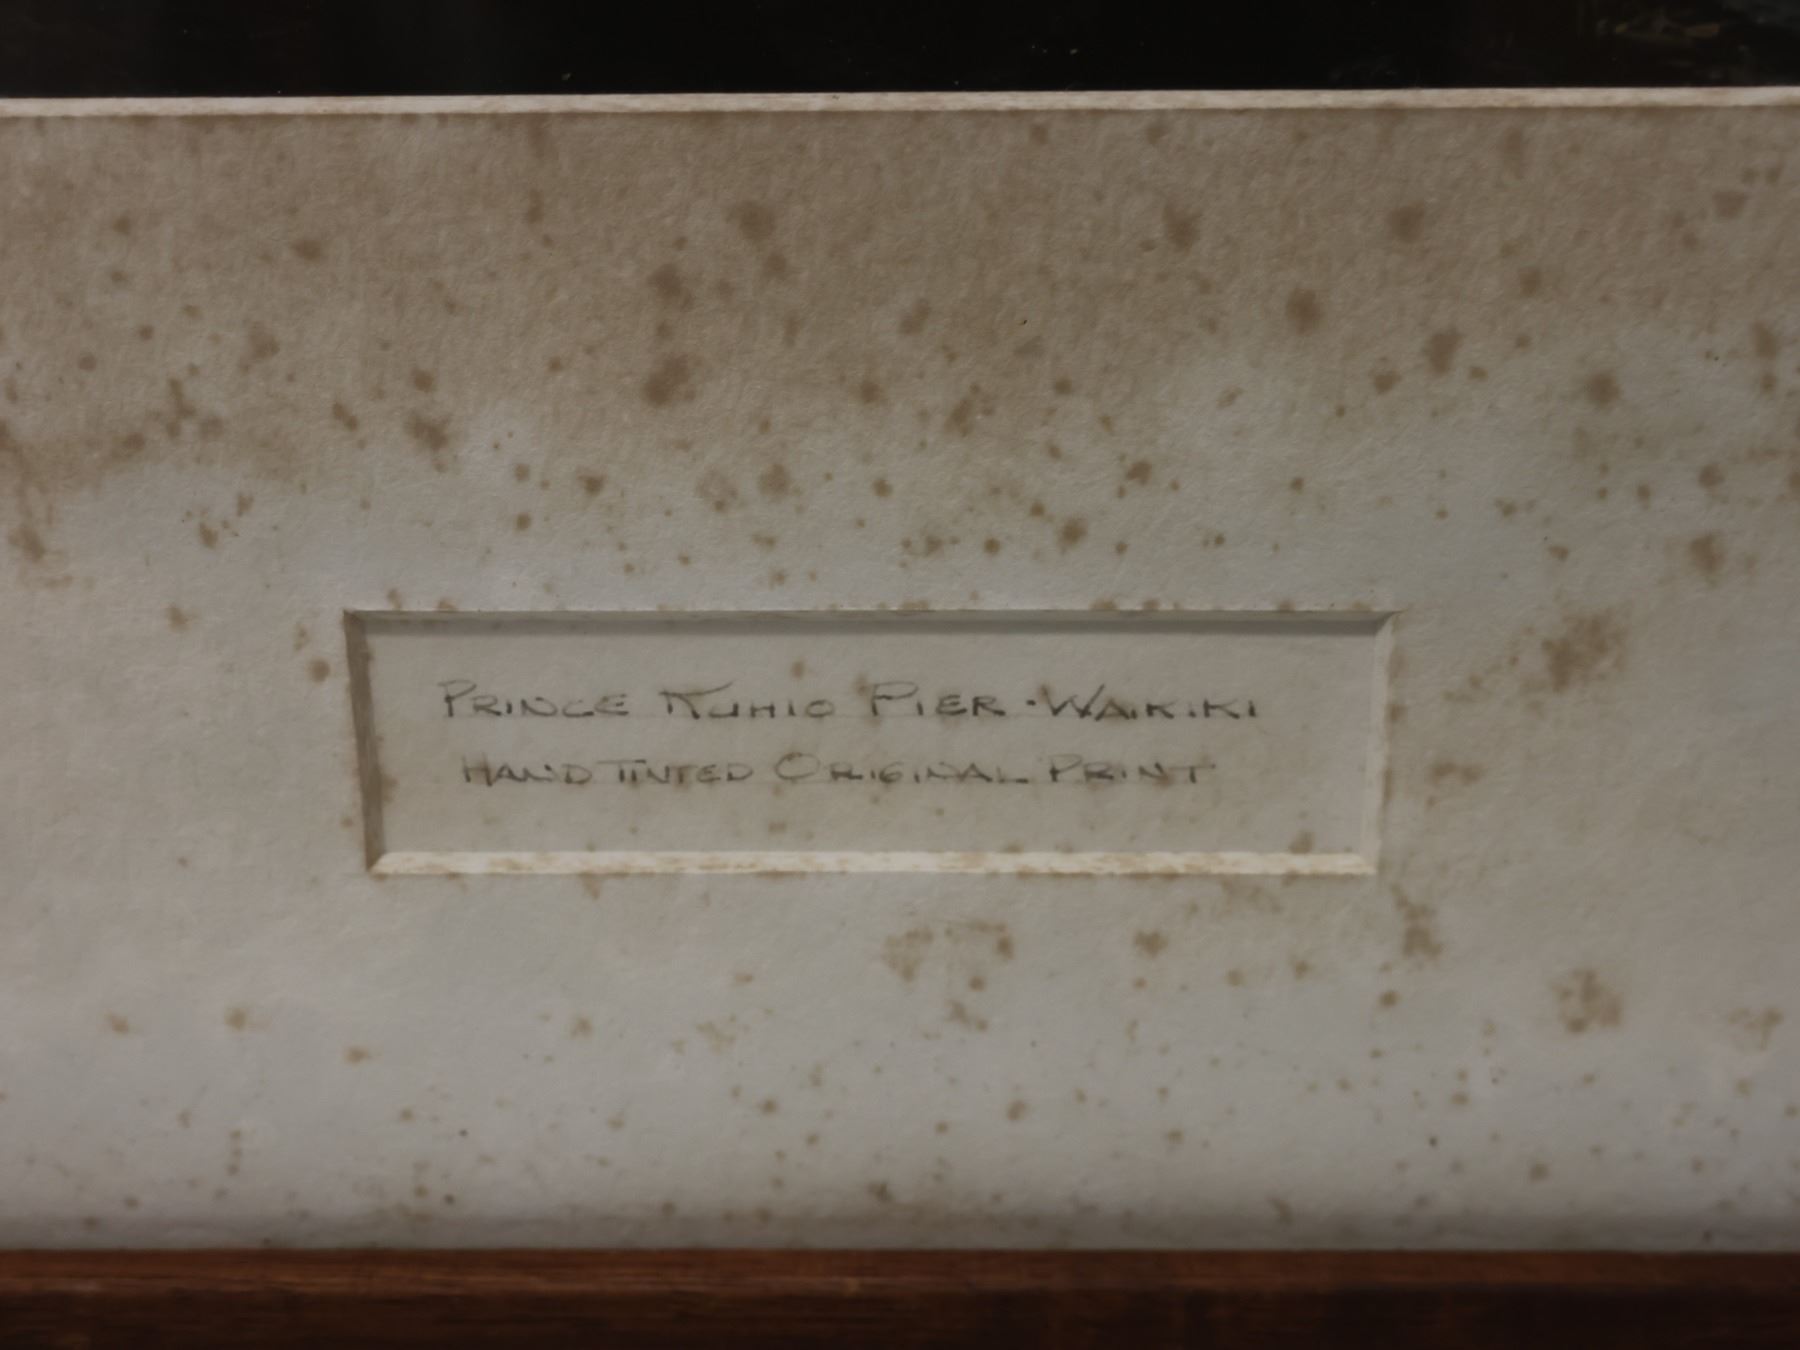 PRINCE KUHIO PIER · WAIKIKI
HAND TINTED ORIGINAL PRINT